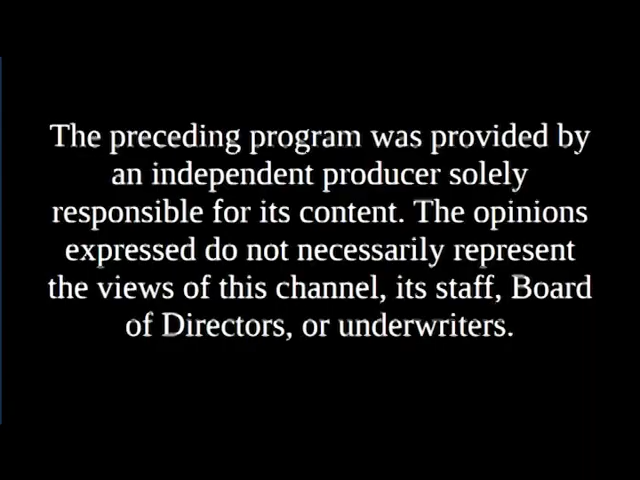 The preceding program was provided by
an independent producer solely
responsible for its content. The opinions
expressed do not necessarily represent
the views of this channel, its staff, Board
of Directors, or underwriters.